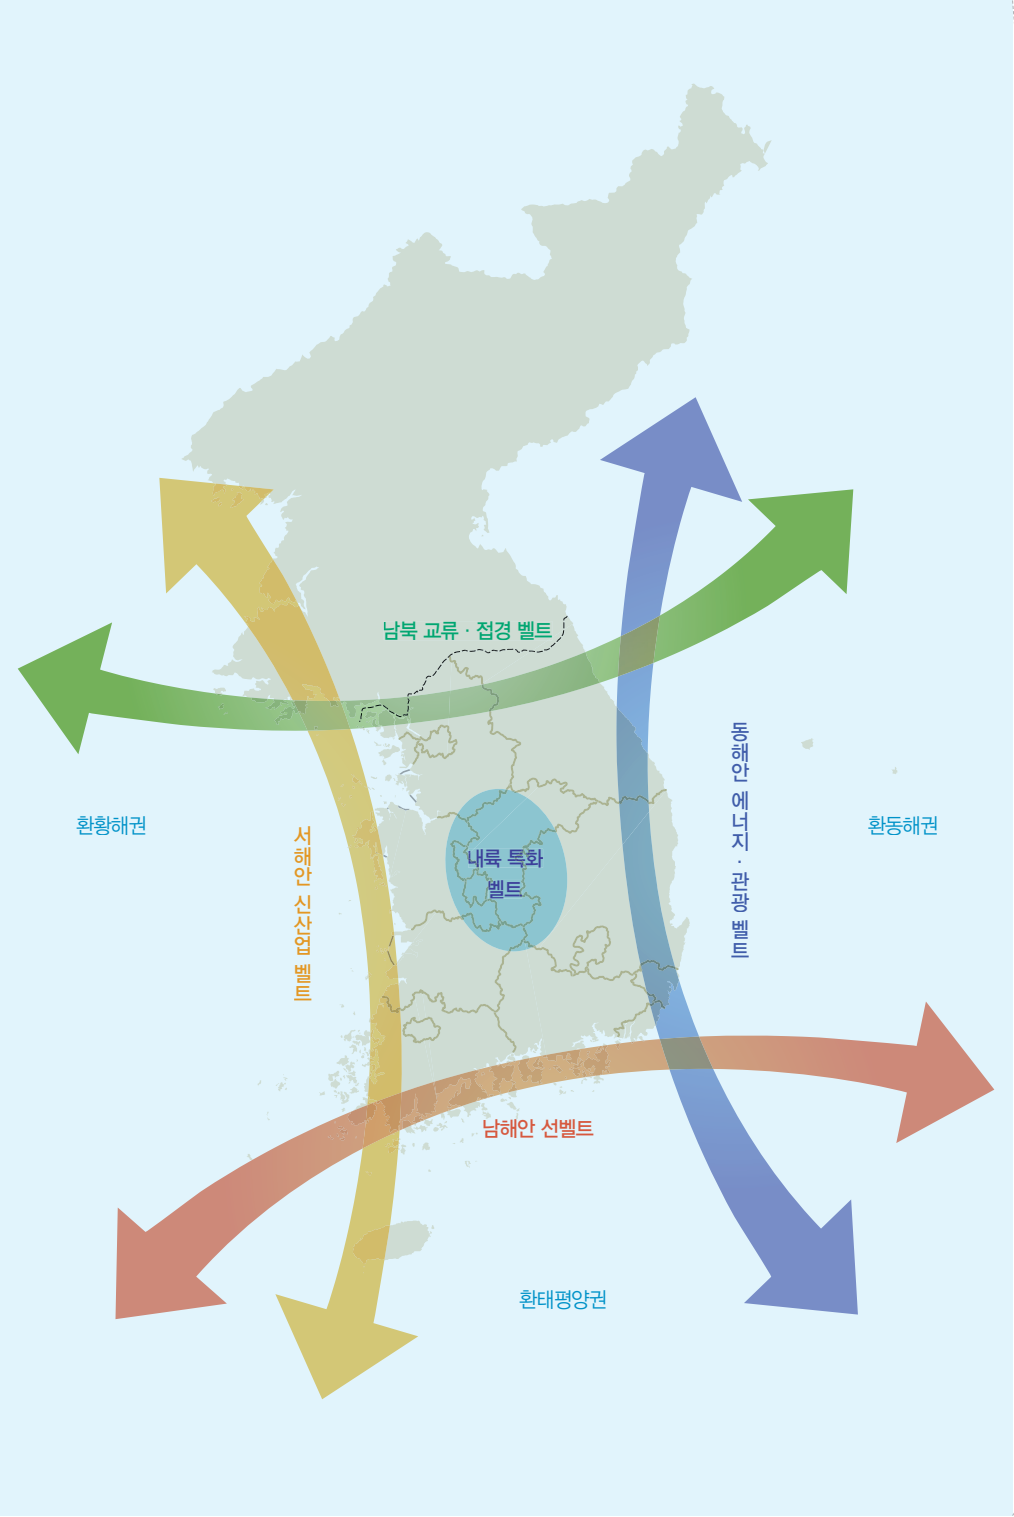 남북 교류 · 접경 벨트
동해안 에너지 · 관광 벨트
환황해권
환동해권
서해안 신산업 벨트
내륙 특화
벨트
남해안 선벨트
환태평양권